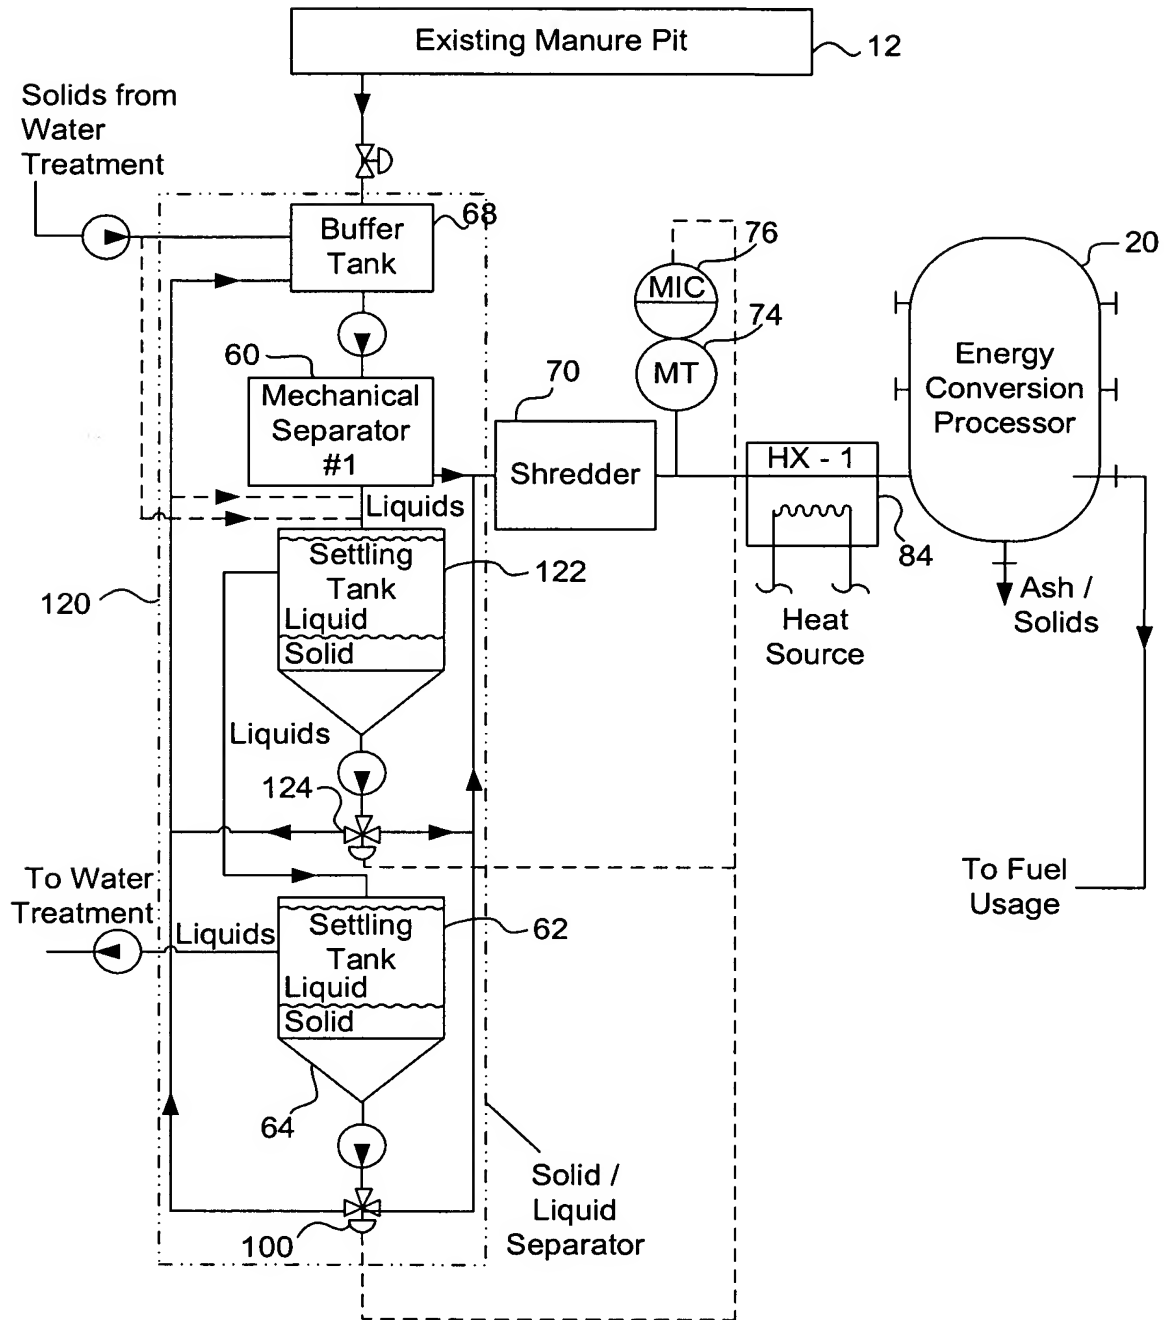 Existing Manure Pit
12
Solids from
Water
Treatment
Buffer
Tank
68
76
MIC
74
MT
20
Energy
Conversion
Processor
60
Mechanical
Separator
#1
70
Shredder
HX - 1
84
Liquids
Settling
Tank
Liquid
Solid
122
120
Heat
Source
Ash /
Solids
Liquids
124
To Water
Treatment
Liquids
Settling
Tank
Liquid
Solid
62
To Fuel
Usage
64
Solid /
Liquid
Separator
100